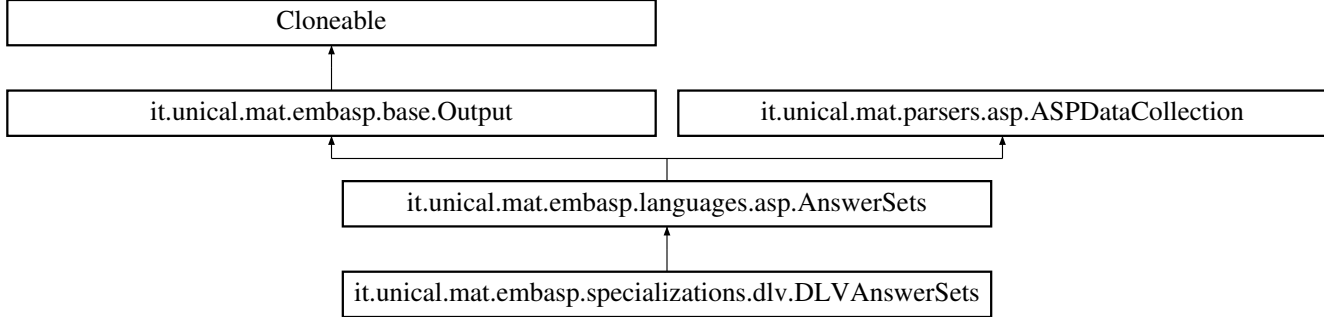 Cloneable
it.unical.mat.embasp.base.Output
it.unical.mat.parsers.asp.ASPDataCollection
it.unical.mat.embasp.languages.asp.AnswerSets
it.unical.mat.embasp.specializations.dlv.DLVAnswerSets